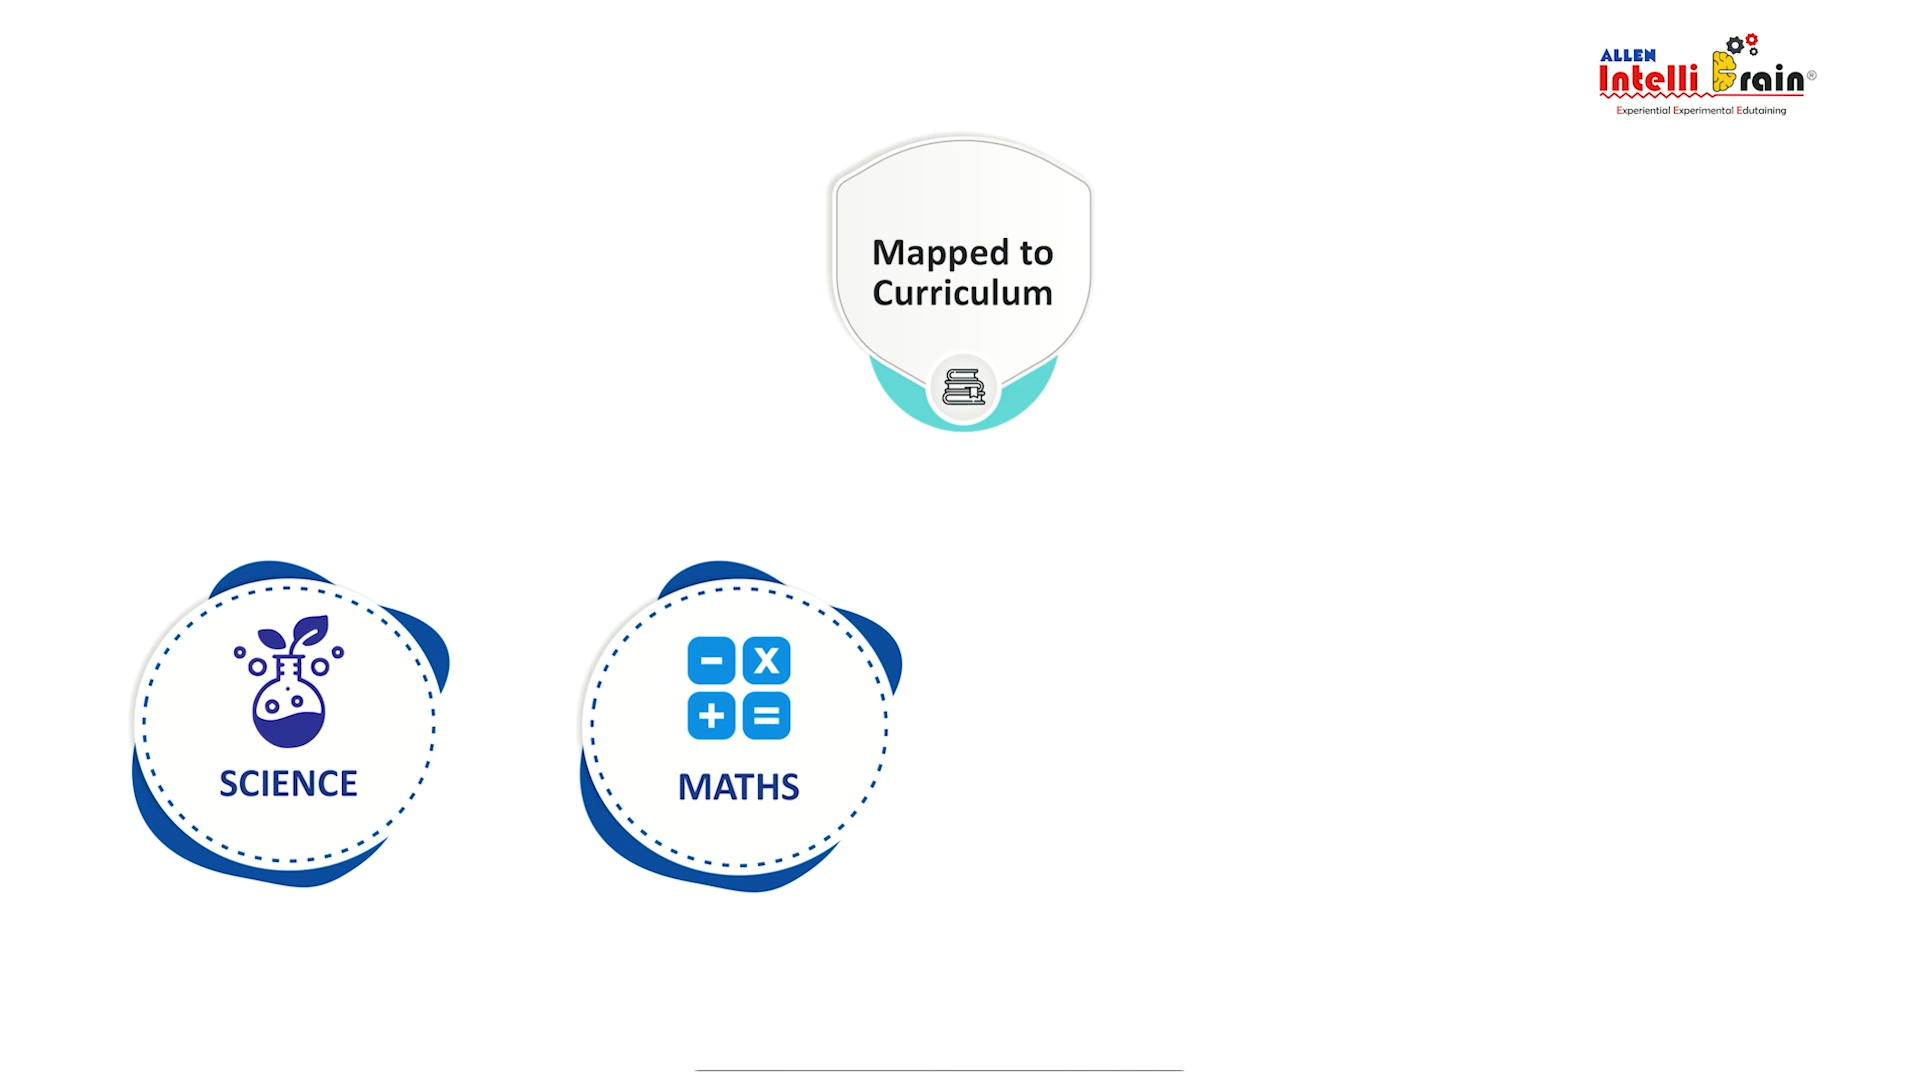 ALLEN
Intelli Brain®
Experiential Experimental Edutaining
Mapped to
Curriculum
SCIENCE
- x
+ =
MATHS